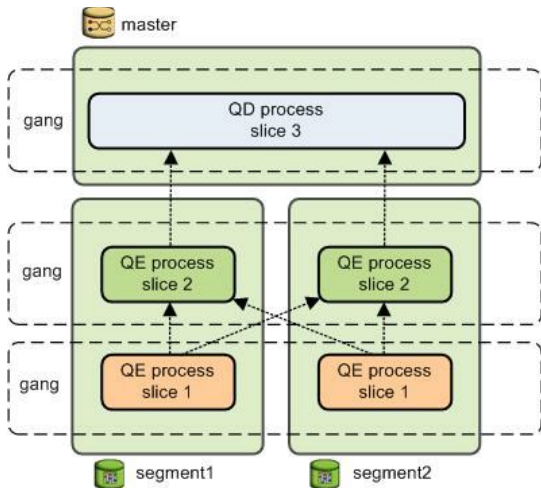 master
gang
QD process
slice 3
gang
QE process
slice 2
QE process
slice 2
gang
QE process
slice 1
QE process
slice 1
segment1
segment2